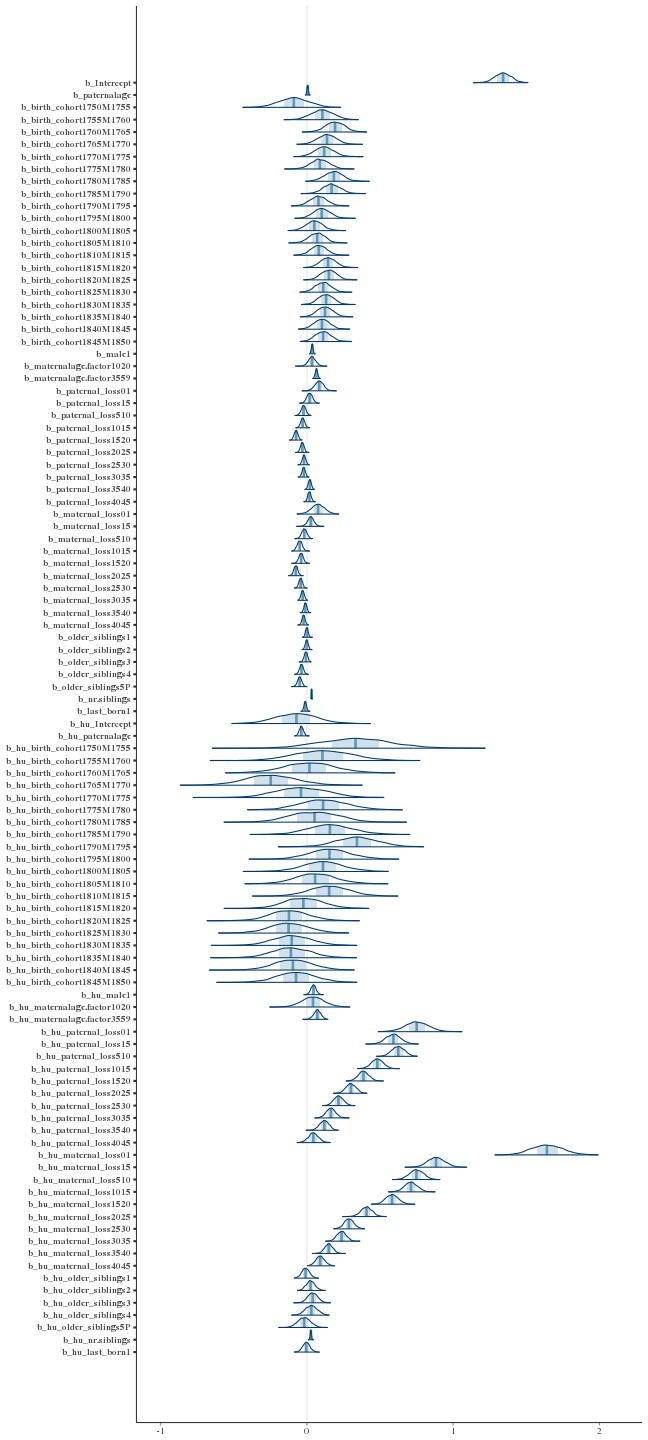 b_Intercept
b_paternalage
b_birth_cohort1750M1755
b_birth_cohort1755M1760
b_birth_cohort1760M1765
b_birth_cohort1765M1770
b_birth_cohort1770M1775
b_birth_cohort1775M1780
b_birth_cohort1780M1785
b_birth_cohort1785M1790
b_birth_cohort1790M1795
b_birth_cohort1795M1800
b_birth_cohort1800M1805
b_birth_cohort1805M1810
b_birth_cohort1810M1815
b_birth_cohort1815M1820
b_birth_cohort1820M1825
b_birth_cohort1825M1830
b_birth_cohort1830M1835
b_birth_cohort1835M1840
b_birth_cohort1840M1845
b_birth_cohort1845M1850
b_male1
b_maternalage.factor1020
b_maternalage.factor3559
b_paternal_loss01
b_paternal_loss15
b_paternal_loss510
b_paternal_loss1015
b_paternal_loss1520
b_paternal_loss2025
b_paternal_loss2530
b_paternal_loss3035
b_paternal_loss3540
b_paternal_loss4045
b_maternal_loss01
b_maternal_loss15
b_maternal_loss510
b_maternal_loss1015
b_maternal_loss1520
b_maternal_loss2025
b_maternal_loss2530
b_maternal_loss3035
b_maternal_loss3540
b_maternal_loss4045
b_older_siblings1
b_older_siblings2
b_older_siblings3
b_older_siblings4
b_older_siblings5P
b_nr.siblings
b_last_born1
b_hu_Intercept
b_hu_paternalage
b_hu_birth_cohort1750M1755
b_hu_birth_cohort1755M1760
b_hu_birth_cohort1760M1765
b_hu_birth_cohort1765M1770
b_hu_birth_cohort1770M1775
b_hu_birth_cohort1775M1780
b_hu_birth_cohort1780M1785
b_hu_birth_cohort1785M1790
b_hu_birth_cohort1790M1795
b_hu_birth_cohort1795M1800
b_hu_birth_cohort1800M1805
b_hu_birth_cohort1805M1810
b_hu_birth_cohort1810M1815
b_hu_birth_cohort1815M1820
b_hu_birth_cohort1820M1825
b_hu_birth_cohort1825M1830
b_hu_birth_cohort1830M1835
b_hu_birth_cohort1835M1840
b_hu_birth_cohort1840M1845
b_hu_birth_cohort1845M1850
b_hu_male1
b_hu_maternalage.factor1020
b_hu_maternalage.factor3559
b_hu_paternal_loss01
b_hu_paternal_loss15
b_hu_paternal_loss510
b_hu_paternal_loss1015
b_hu_paternal_loss1520
b_hu_paternal_loss2025
b_hu_paternal_loss2530
b_hu_paternal_loss3035
b_hu_paternal_loss3540
b_hu_paternal_loss4045
b_hu_maternal_loss01
b_hu_maternal_loss15
b_hu_maternal_loss510
b_hu_maternal_loss1015
b_hu_maternal_loss1520
b_hu_maternal_loss2025
b_hu_maternal_loss2530
b_hu_maternal_loss3035
b_hu_maternal_loss3540
b_hu_maternal_loss4045
b_hu_older_siblings1
b_hu_older_siblings2
b_hu_older_siblings3
b_hu_older_siblings4
b_hu_older_siblings5P
b_hu_nr.siblings
b_hu_last_born1
-1 0 1 2